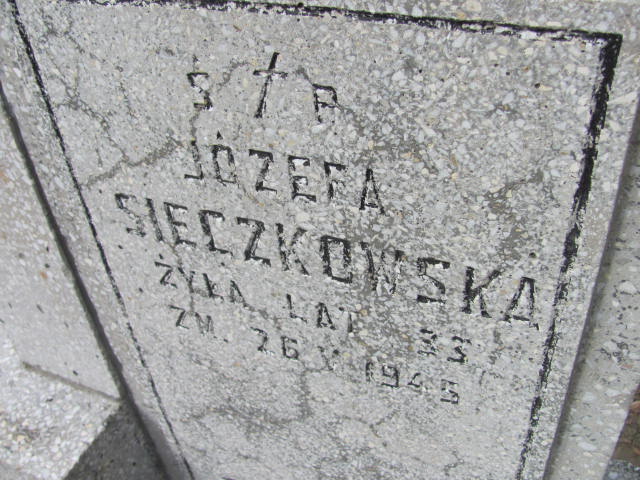 S † P
JÓZEFA
SIECZKOWSKA
ŻYŁA LAT 33
ZM. 26 V 1945